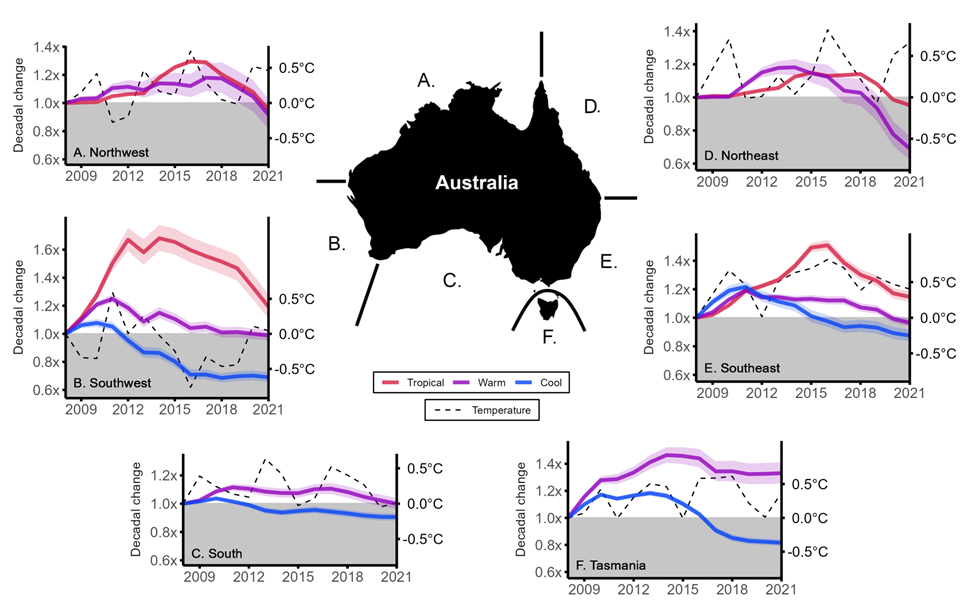 Decadal change
1.4x
1.2x
1.0x
0.8x
0.6x
0.5°C
0.0°C
-0.5°C
A. Northwest
2009 2012 2015 2018 2021
Decadal change
1.6x
1.4x
1.2x
1.0x
0.8x
0.6x
0.5°C
0.0°C
-0.5°C
B. Southwest
2009 2012 2015 2018 2021
A.
D.
Australia
B.
E.
C.
F.
Decadal change
1.4x
1.2x
1.0x
0.8x
0.6x
0.5°C
0.0°C
-0.5°C
D. Northeast
2009 2012 2015 2018 2021
Decadal change
1.4x
1.2x
1.0x
0.8x
0.6x
0.5°C
0.0°C
-0.5°C
E. Southeast
2009 2012 2015 2018 2021
Tropical Warm Cool
Temperature
Decadal change
1.2x
1.0x
0.8x
0.6x
0.5°C
0.0°C
-0.5°C
C. South
2009 2012 2015 2018 2021
Decadal change
1.4x
1.2x
1.0x
0.8x
0.6x
0.5°C
0.0°C
-0.5°C
F. Tasmania
2009 2012 2015 2018 2021